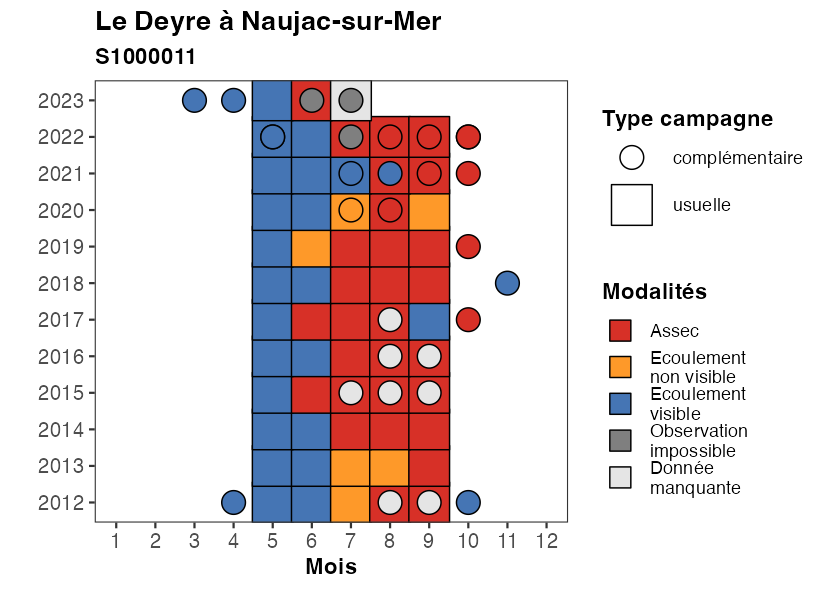 Le Deyre à Naujac-sur-Mer
S1000011
2023
2022
2021
2020
2019
2018
2017
2016
2015
2014
2013
2012
1 2 3 4 5 6 7 8 9 10 11 12
Mois
Type campagne
complémentaire
usuelle
Modalités
Assec
Ecoulement
non visible
Ecoulement
visible
Observation
impossible
Donnée
manquante